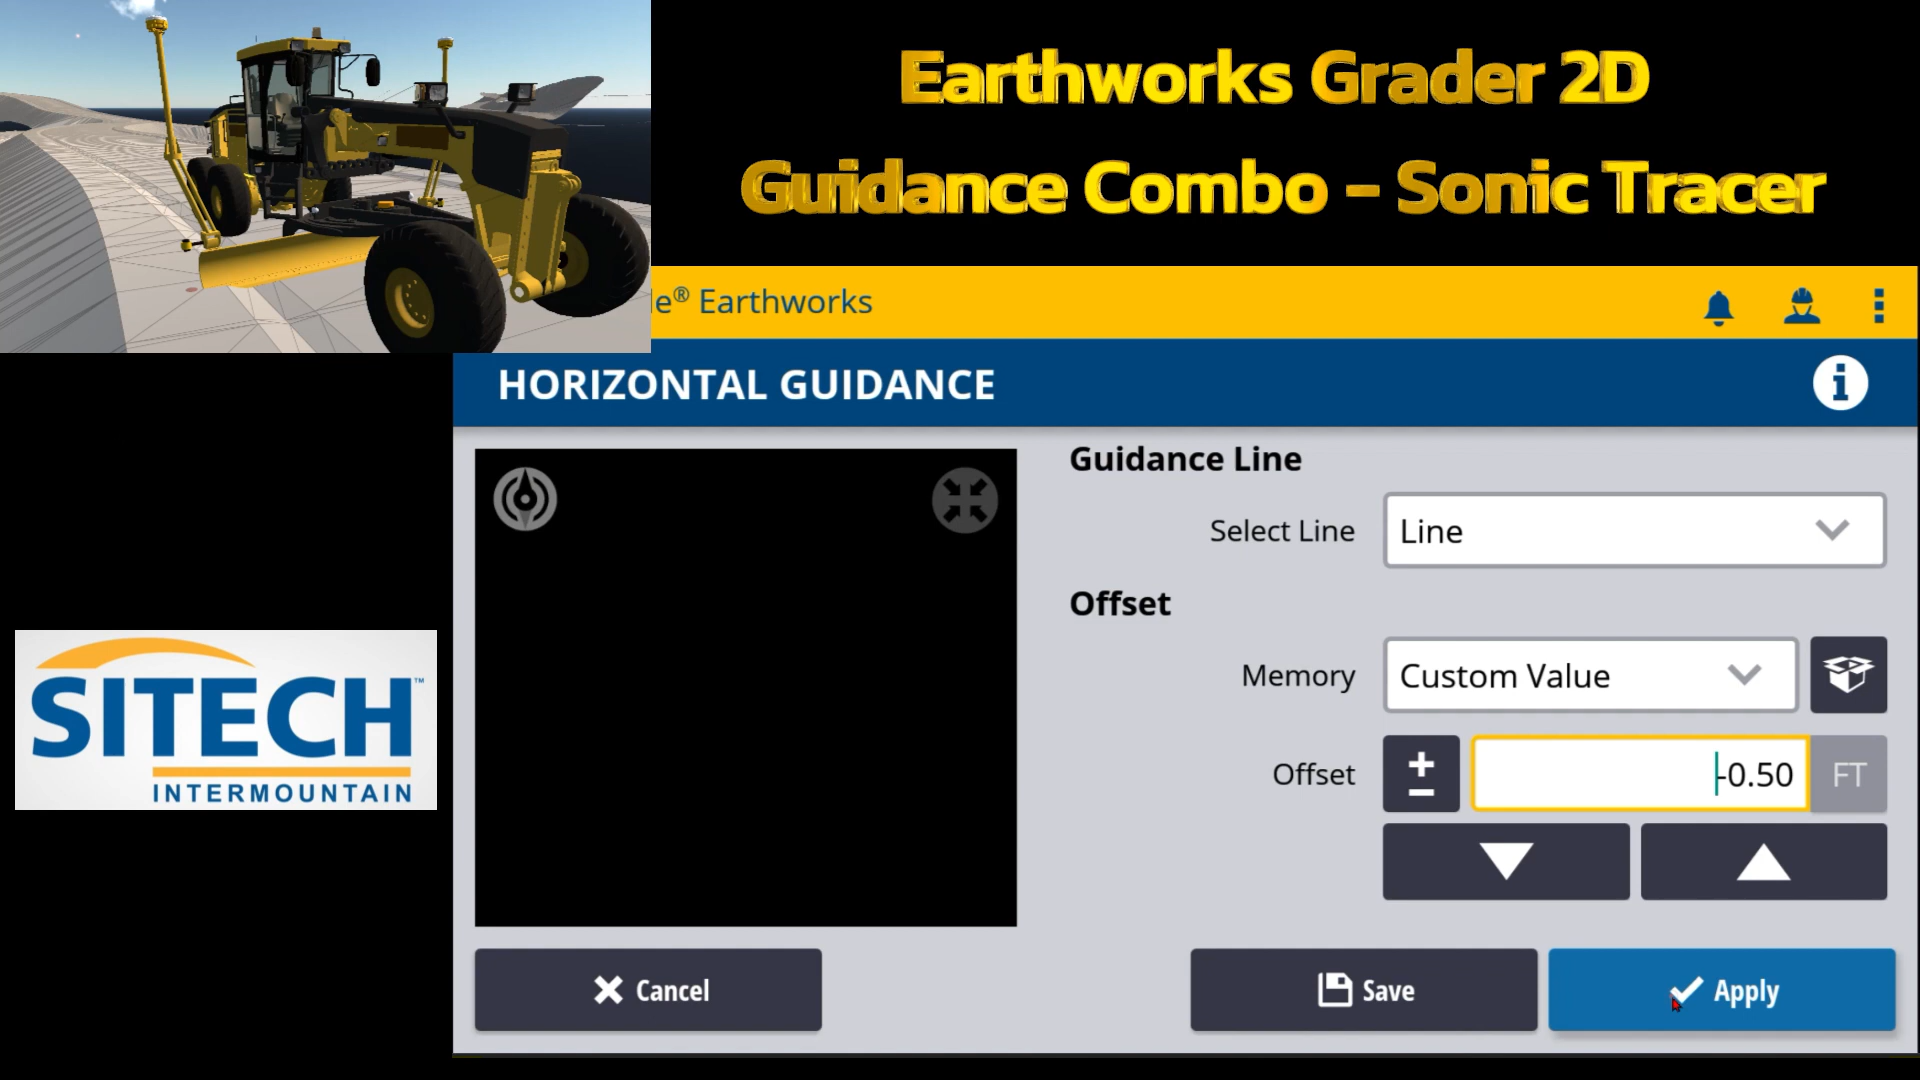 Earthworks Grader 2D
Guidance Combo - Sonic Tracer
e® Earthworks
HORIZONTAL GUIDANCE
Guidance Line
Select Line
Line
Offset
Memory
Custom Value
Offset
-0.50
FT
Cancel
Save
Apply
SITECH™
INTERMOUNTAIN